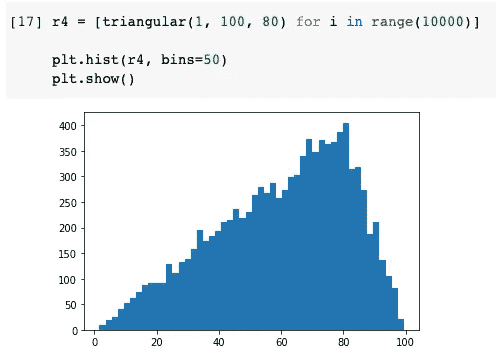 [17] r4 = [triangular(1, 100, 80) for i in range(10000)]
plt.hist(r4, bins=50)
plt.show()
400
350
300
250
200
150
100
50
0
0 20 40 60 80 100